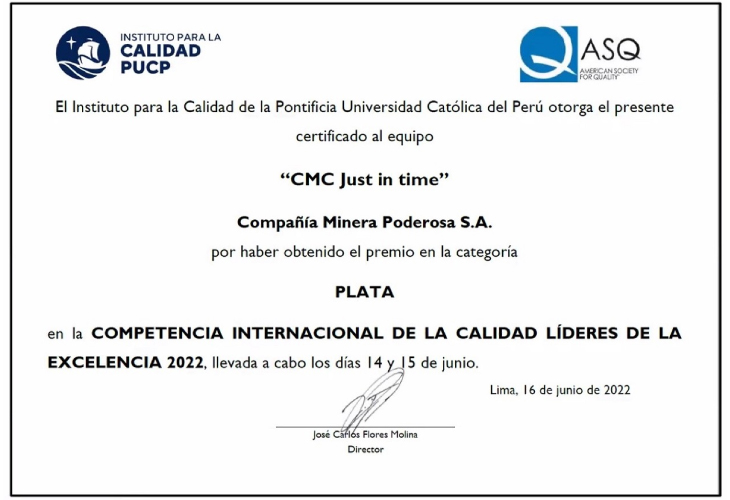 INSTITUTO PARA LA
CALIDAD
PUCP
ASQ
AMERICAN SOCIETY
FOR QUALITY
El Instituto para la Calidad de la Pontificia Universidad Católica del Perú otorga el presente
certificado al equipo
“CMC Just in time”
Compañía Minera Poderosa S.A.
por haber obtenido el premio en la categoría
PLATA
en la COMPETENCIA INTERNACIONAL DE LA CALIDAD LÍDERES DE LA
EXCELENCIA 2022, llevada a cabo los días 14 y 15 de junio.
Lima, 16 de junio de 2022
José Carlos Flores Molina
Director